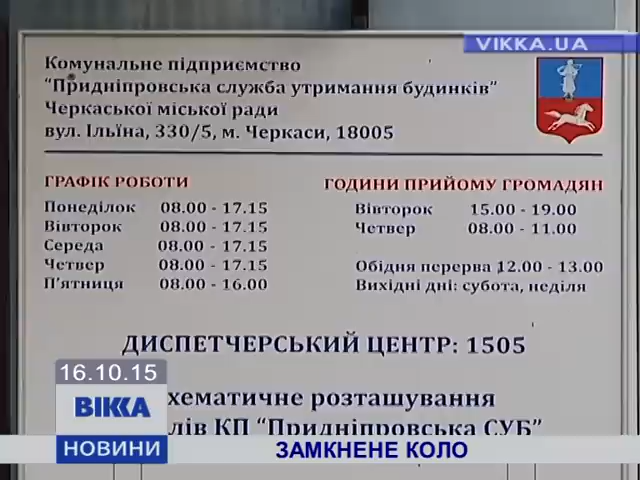 VIKKA.UA
Комунальне підприємство
“Придніпровська служба утримання будинків”
Черкаської міської ради
вул. Ільїна, 330/5, м. Черкаси, 18005
ГРАФІК РОБОТИ
Понеділок 08.00 - 17.15
Вівторок 08.00 - 17.15
Середа 08.00 - 17.15
Четвер 08.00 - 17.15
П’ятниця 08.00 - 16.00
ГОДИНИ ПРИЙОМУ ГРОМАДЯН
Вівторок 15.00 - 19.00
Четвер 08.00 - 11.00
Обідня перерва 12.00 - 13.00
Вихідні дні: субота, неділя
ДИСПЕТЧЕРСЬКИЙ ЦЕНТР: 1505
хематичне розташування
лів КП “Придніпровська СУБ”
16.10.15
ВІККА
НОВИНИ
ЗАМКНЕНЕ КОЛО